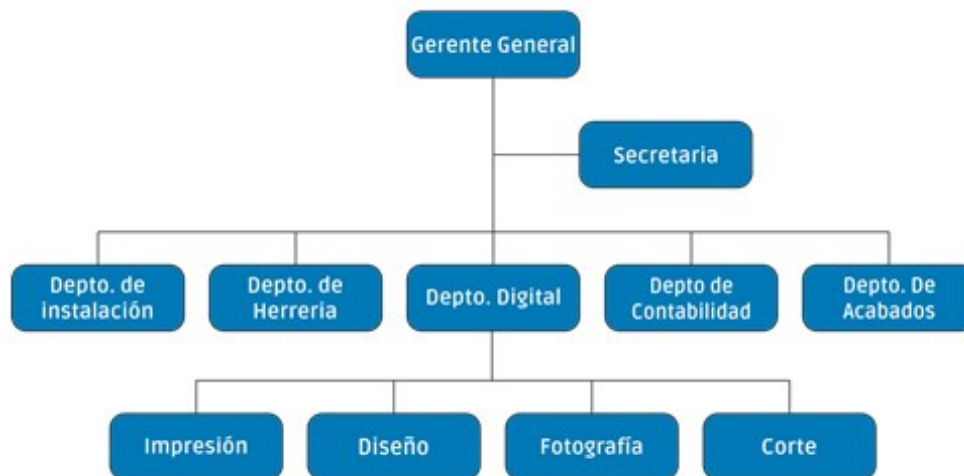 Gerente General
Secretaria
Depto. de
instalación
Depto. de
Herreria
Depto. Digital
Depto de
Contabilidad
Depto. De
Acabados
Impresión
Diseño
Fotografía
Corte